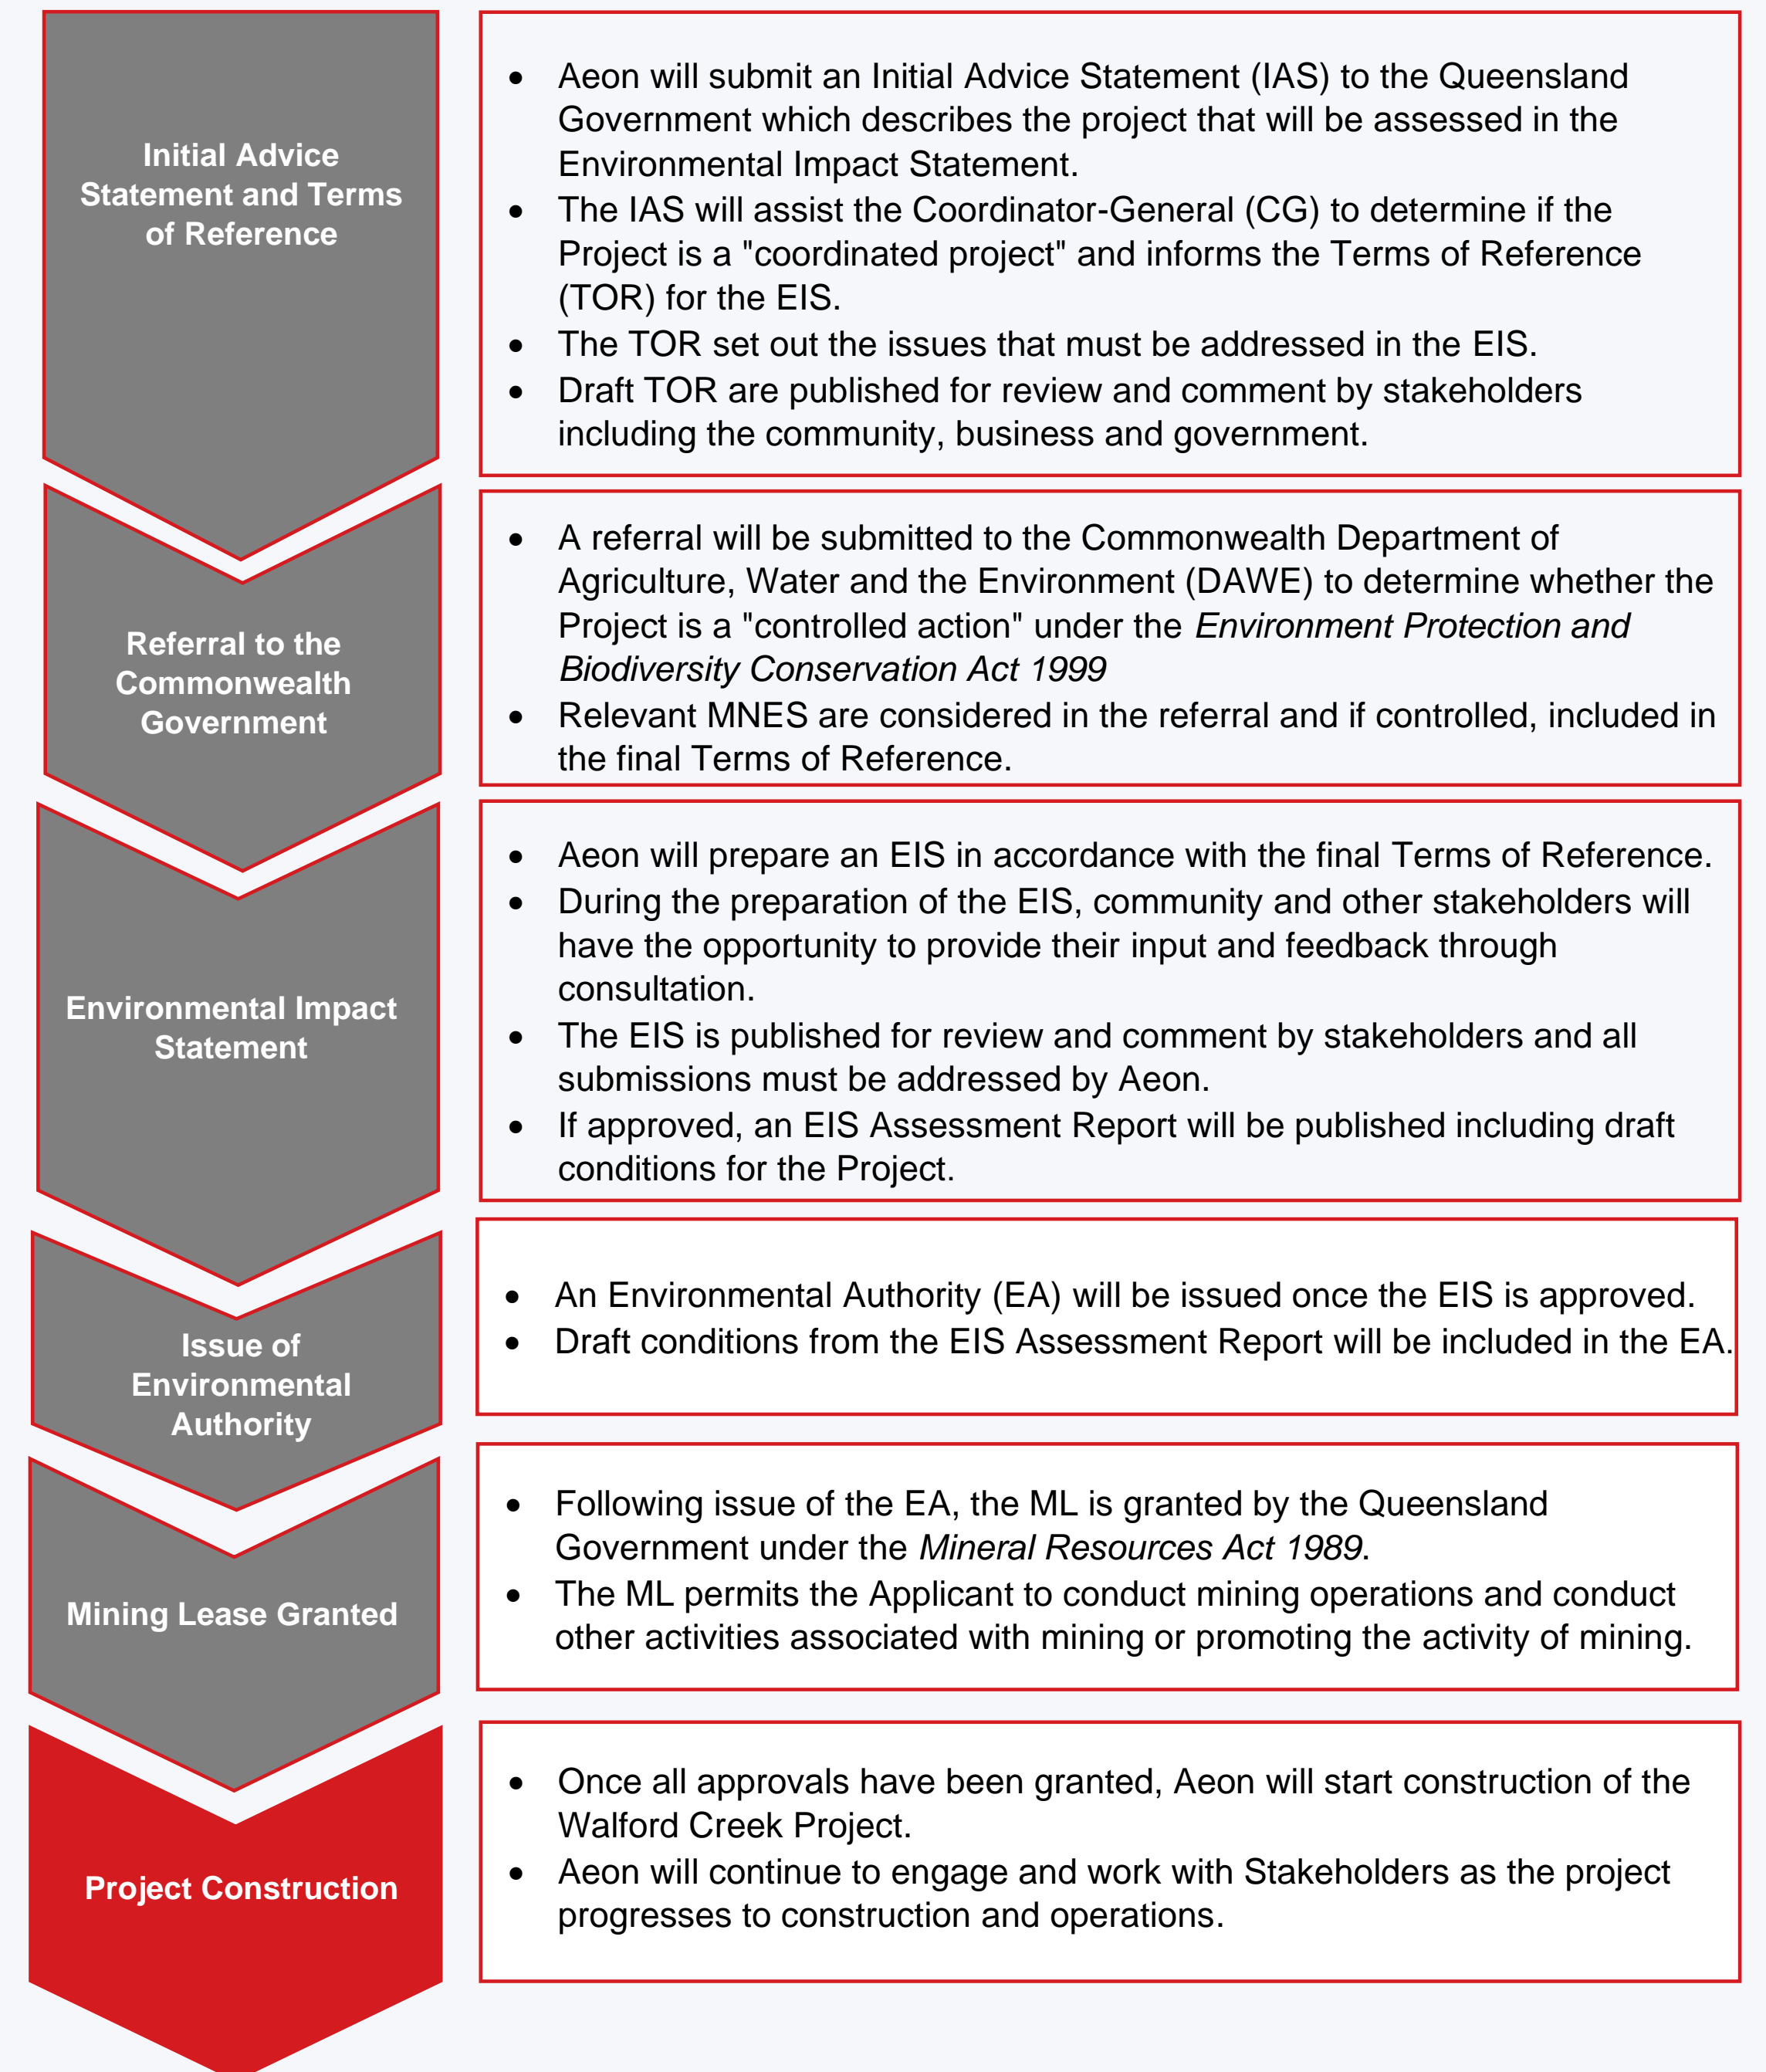 Initial Advice
Statement and Terms
of Reference
• Aeon will submit an Initial Advice Statement (IAS) to the Queensland
Government which describes the project that will be assessed in the
Environmental Impact Statement.
• The IAS will assist the Coordinator-General (CG) to determine if the
Project is a "coordinated project" and informs the Terms of Reference
(TOR) for the EIS.
• The TOR set out the issues that must be addressed in the EIS.
• Draft TOR are published for review and comment by stakeholders
including the community, business and government.
Referral to the
Commonwealth
Government
• A referral will be submitted to the Commonwealth Department of
Agriculture, Water and the Environment (DAWE) to determine whether the
Project is a "controlled action" under the Environment Protection and
Biodiversity Conservation Act 1999
• Relevant MNES are considered in the referral and if controlled, included in
the final Terms of Reference.
Environmental Impact
Statement
• Aeon will prepare an EIS in accordance with the final Terms of Reference.
• During the preparation of the EIS, community and other stakeholders will
have the opportunity to provide their input and feedback through
consultation.
• The EIS is published for review and comment by stakeholders and all
submissions must be addressed by Aeon.
• If approved, an EIS Assessment Report will be published including draft
conditions for the Project.
Issue of
Environmental
Authority
• An Environmental Authority (EA) will be issued once the EIS is approved.
• Draft conditions from the EIS Assessment Report will be included in the EA.
Mining Lease Granted
• Following issue of the EA, the ML is granted by the Queensland
Government under the Mineral Resources Act 1989.
• The ML permits the Applicant to conduct mining operations and conduct
other activities associated with mining or promoting the activity of mining.
Project Construction
• Once all approvals have been granted, Aeon will start construction of the
Walford Creek Project.
• Aeon will continue to engage and work with Stakeholders as the project
progresses to construction and operations.